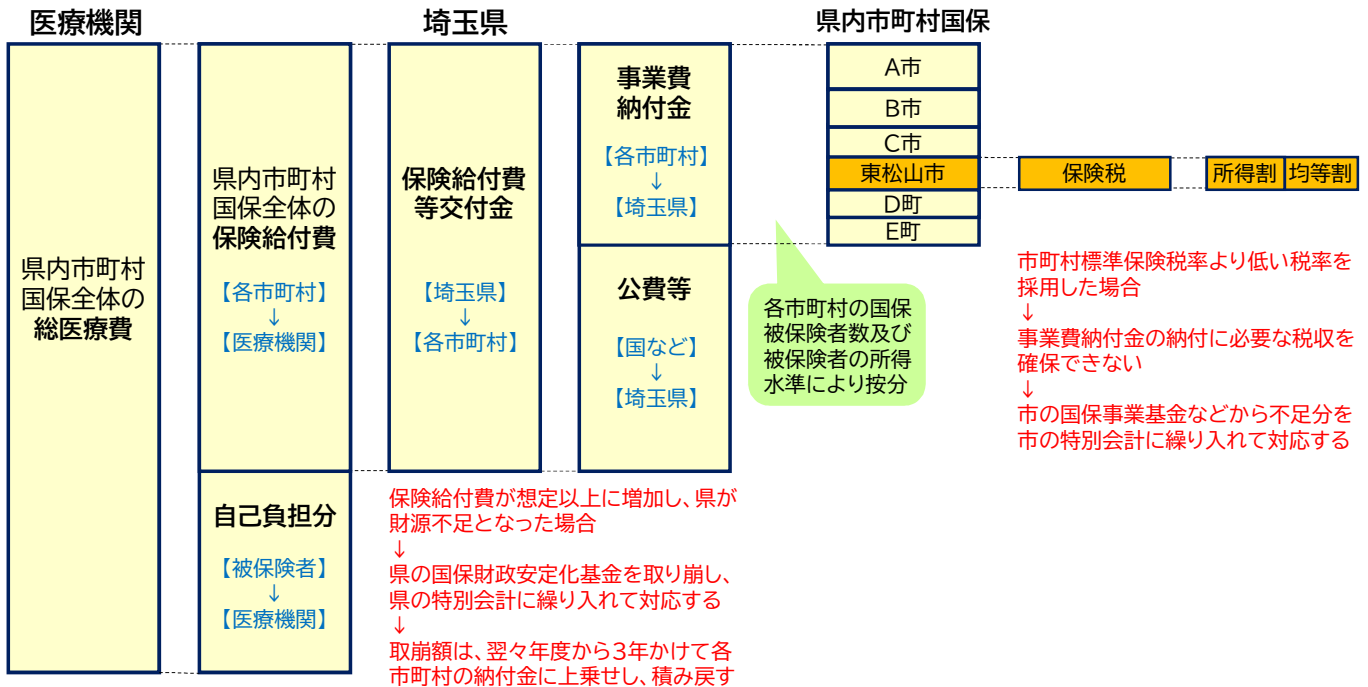 医療機関
埼玉県
県内市町村国保
県内市町村
国保全体の
総医療費
県内市町村
国保全体の
保険給付費
【各市町村】
↓
【医療機関】
自己負担分
【被保険者】
↓
【医療機関】
保険給付費
等交付金
【埼玉県】
↓
【各市町村】
事業費
納付金
【各市町村】
↓
【埼玉県】
公費等
【国など】
↓
【埼玉県】
A市
B市
C市
東松山市
D町
E町
保険税
所得割
均等割
各市町村の国保
被保険者数及び
被保険者の所得
水準により按分
市町村標準保険税率より低い税率を
採用した場合
↓
事業費納付金の納付に必要な税収を
確保できない
↓
市の国保事業基金などから不足分を
市の特別会計に繰り入れて対応する
保険給付費が想定以上に増加し、県が
財源不足となった場合
↓
県の国保財政安定化基金を取り崩し、
県の特別会計に繰り入れて対応する
↓
取崩額は、翌々年度から3年かけて各
市町村の納付金に上乗せし、積み戻す